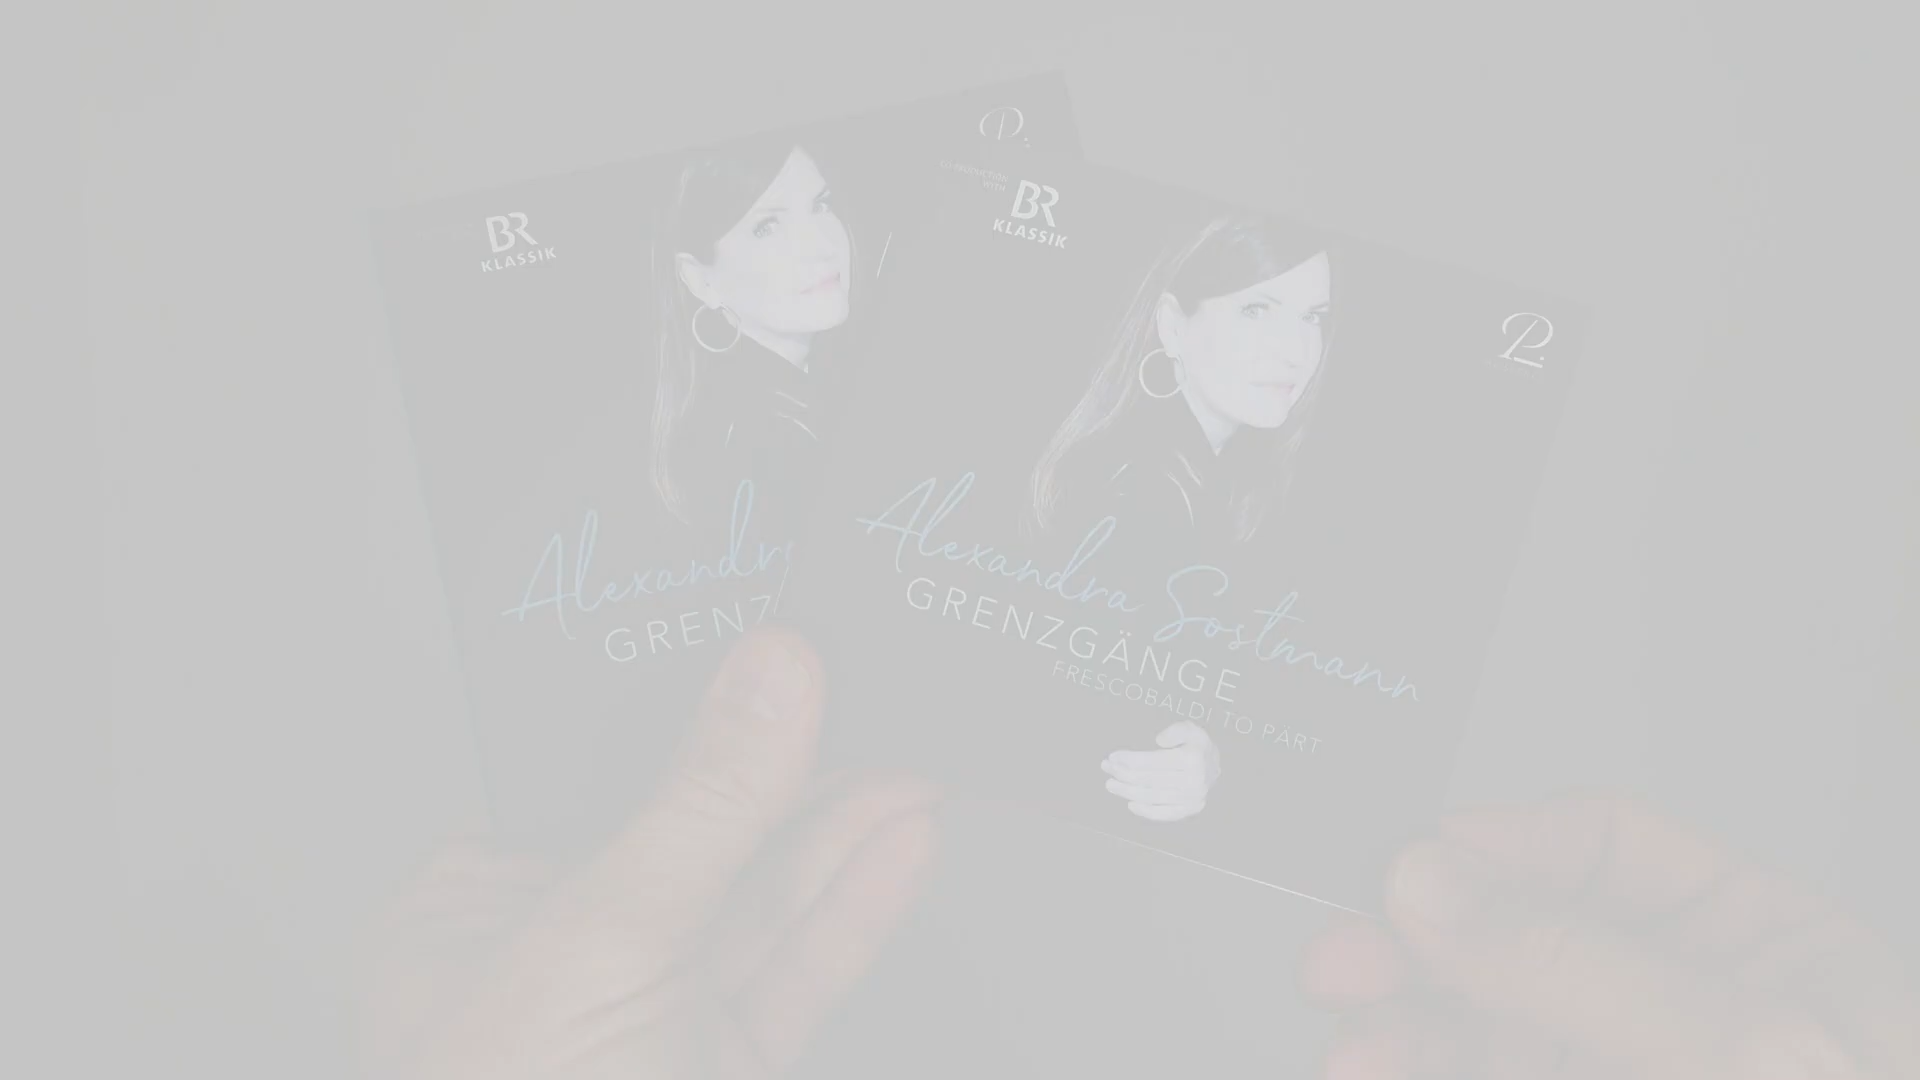 BR
KLASSIK
Alexandra
GRENZ
CO-PRODUCTION
WITH
BR
KLASSIK
Alexandra Sostmann
GRENZGÄNGE
FRESCOBALDI TO PÄRT